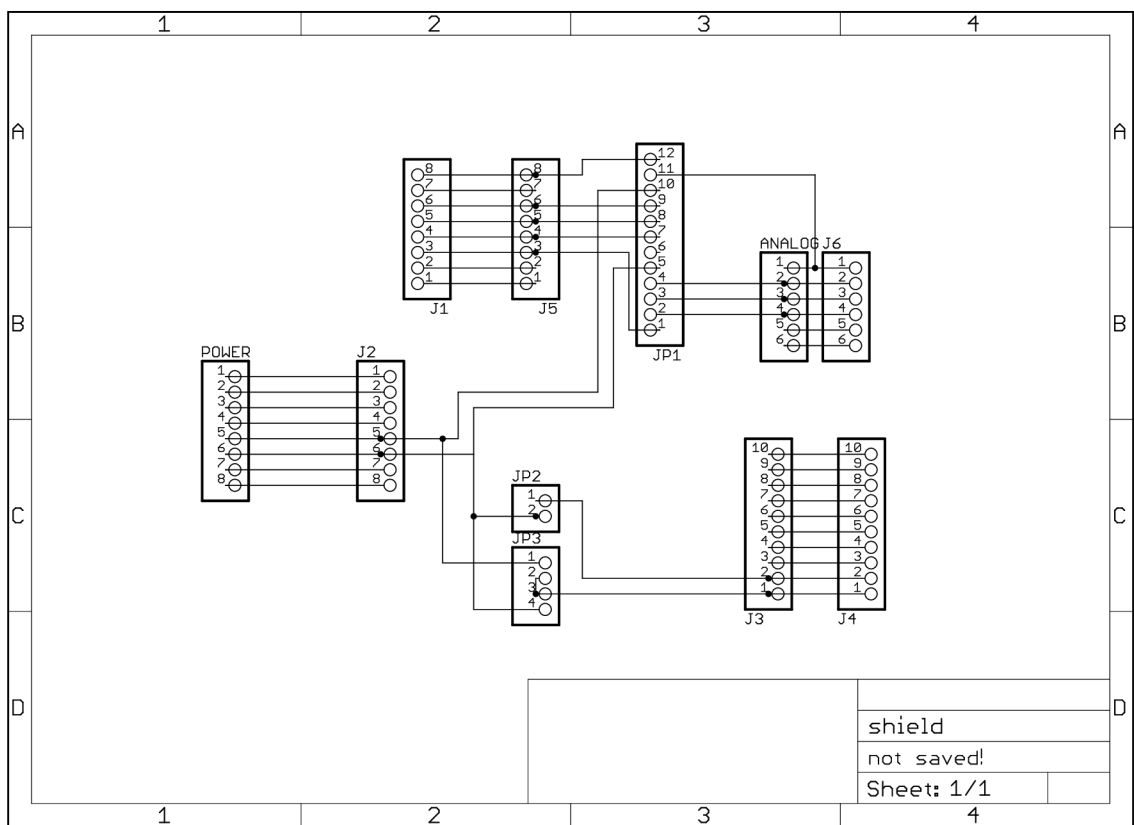 1 2 3 4
A A
8 8 12
7 7 11
6 6 10
5 5 9
4 4 8
3 3 7
2 2 6
1 1 5
4
3
2
1
J1 J5
JP1
ANALOG J6
1 1
2 2
3 3
4 4
5 5
6 6
B B
POWER J2
1 1
2 2
3 3
4 4
5 5
6 6
7 7
8 8
JP2
1
2
JP3
1
2
3
4
10 10
9 9
8 8
7 7
6 6
5 5
4 4
3 3
2 2
1 1
J3 J4
C C
D D
shield
not saved!
Sheet: 1/1
1 2 3 4